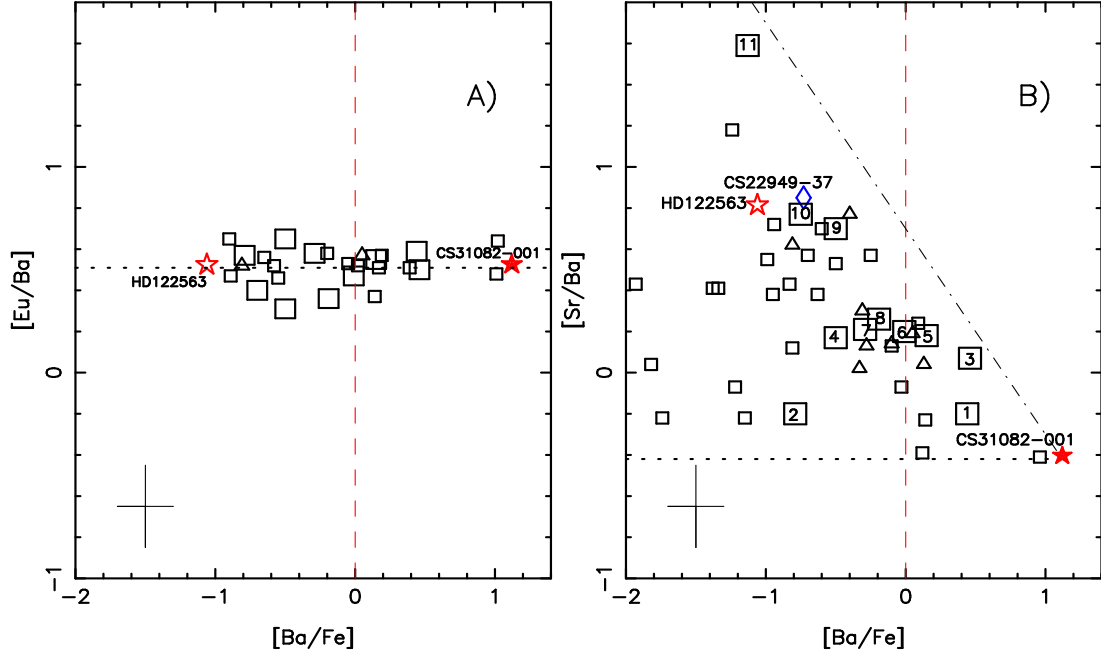 A)
[Eu/Ba]
1
0
-1
HD122563
CS31082-001
-2
-1
0
1
[Ba/Fe]
B)
[Sr/Ba]
1
0
-1
11
CS22949-37
HD122563
10
9
8
7
6
5
4
3
2
1
CS31082-001
-2
-1
0
1
[Ba/Fe]